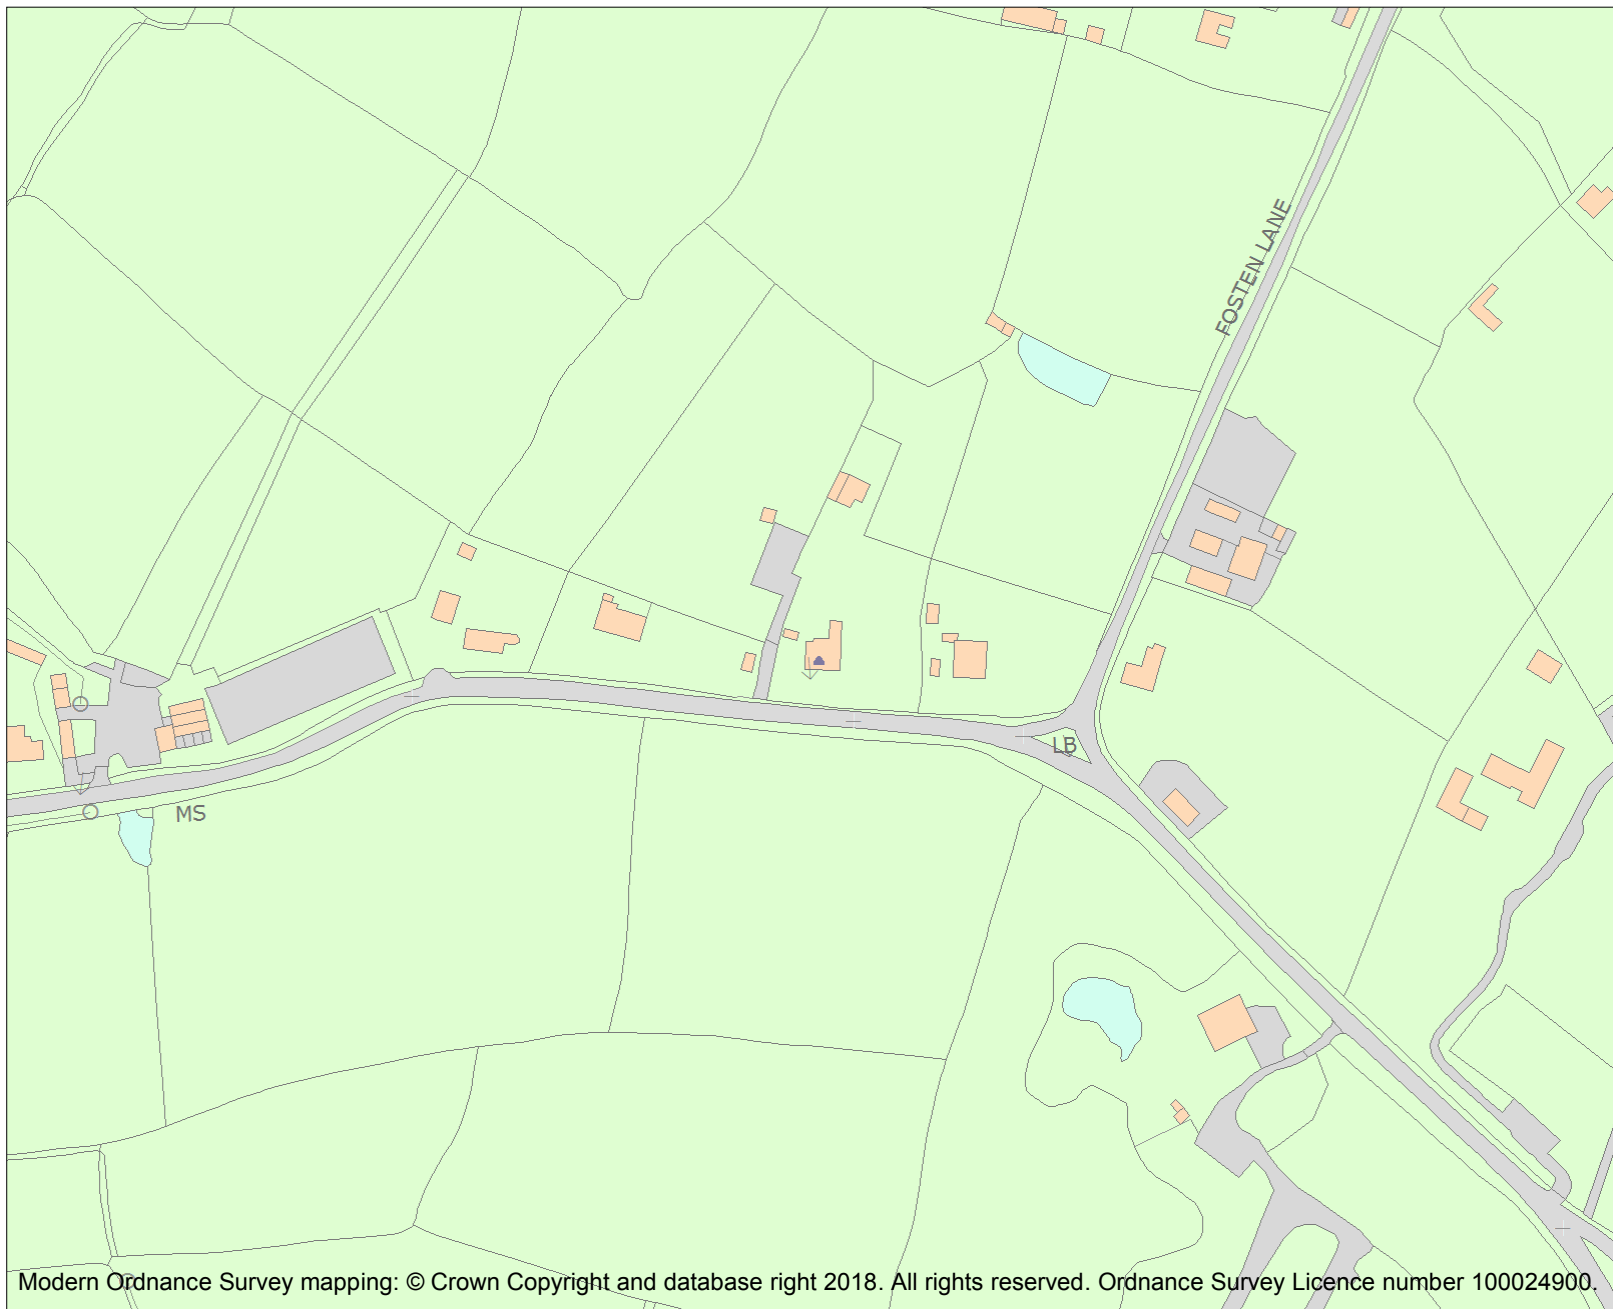 FOSTEN LANE
LB
MS
Modern Ordnance Survey mapping: © Crown Copyright and database right 2018. All rights reserved. Ordnance Survey Licence number 100024900.